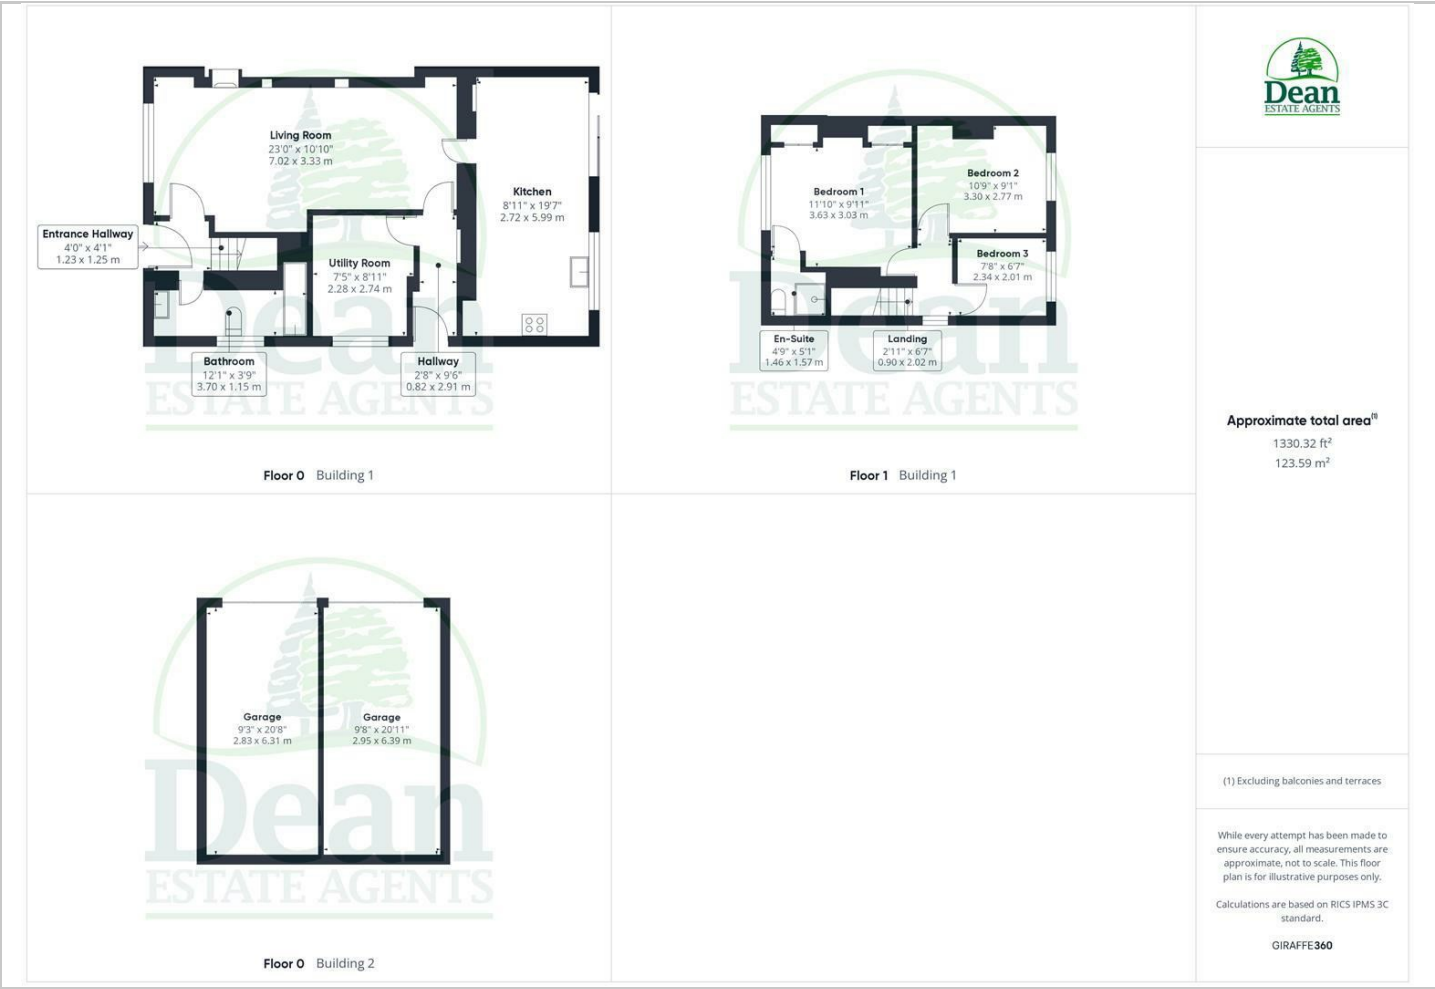 Living Room
23'0" x 10'10"
7.02 x 3.33 m
Kitchen
8'11" x 19'7"
2.72 x 5.99 m
Entrance Hallway
4'0" x 4'1"
1.23 x 1.25 m
Utility Room
7'5" x 8'11"
2.28 x 2.74 m
Bathroom
12'1" x 3'9"
3.70 x 1.15 m
Hallway
2'8" x 9'6"
0.82 x 2.91 m
Dean
ESTATE AGENTS
Floor 0 Building 1
Bedroom 1
11'10" x 9'11"
3.63 x 3.03 m
Bedroom 2
10'9" x 9'1"
3.30 x 2.77 m
Bedroom 3
7'8" x 6'7"
2.34 x 2.01 m
En-Suite
4'9" x 5'1"
1.46 x 1.57 m
Landing
2'11" x 6'7"
0.90 x 2.02 m
Dean
ESTATE AGENTS
Floor 1 Building 1
Garage
9'3" x 20'8"
2.83 x 6.31 m
Garage
9'8" x 20'11"
2.95 x 6.39 m
Dean
ESTATE AGENTS
Floor 0 Building 2
Dean
ESTATE AGENTS
Approximate total area(1)
1330.32 ft²
123.59 m²
(1) Excluding balconies and terraces
While every attempt has been made to
ensure accuracy, all measurements are
approximate, not to scale. This floor
plan is for illustrative purposes only.
Calculations are based on RICS IPMS 3C
standard.
GIRAFFE360